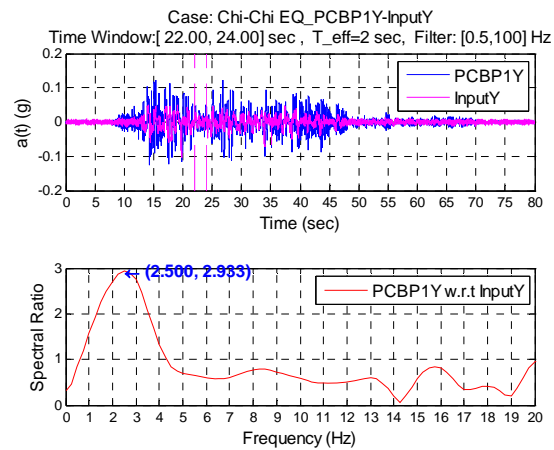 Case: Chi-Chi EQ_PCBP1Y-InputY
Time Window:[ 22.00, 24.00] sec , T_eff=2 sec, Filter: [0.5,100] Hz
0.2
0.1
0
-0.1
-0.2
a(t) (g)
PCBP1Y
InputY
0 5 10 15 20 25 30 35 40 45 50 55 60 65 70 75 80
Time (sec)
3
2
1
0
Spectral Ratio
(2.500, 2.933)
PCBP1Y w.r.t InputY
0 1 2 3 4 5 6 7 8 9 10 11 12 13 14 15 16 17 18 19 20
Frequency (Hz)